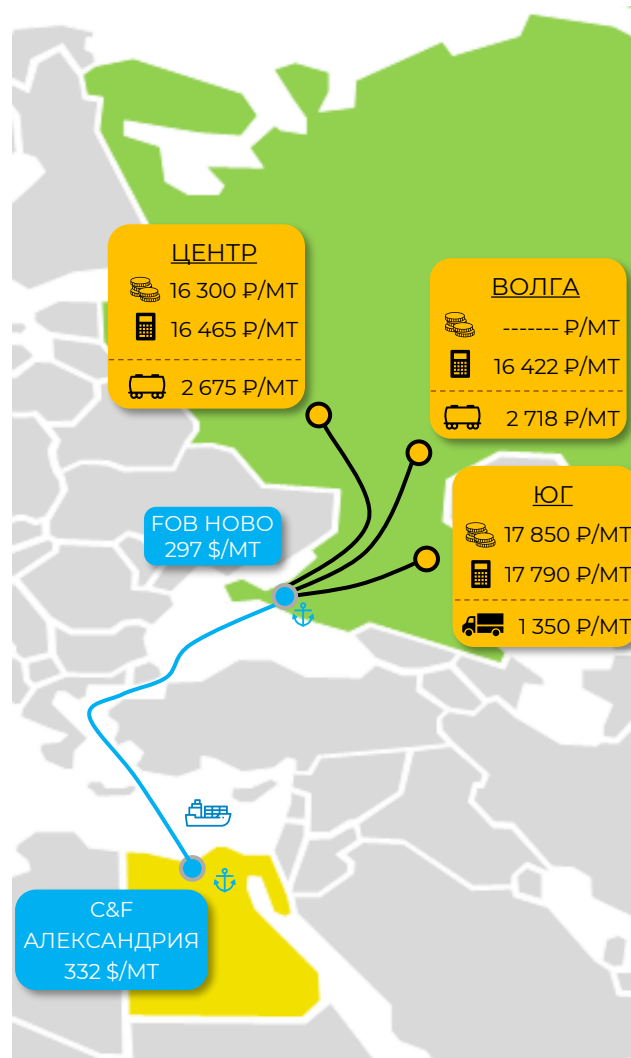 ЦЕНТР
16 300 ₽/МТ
16 465 ₽/МТ
2 675 ₽/МТ
ВОЛГА
------- ₽/МТ
16 422 ₽/МТ
2 718 ₽/МТ
ЮГ
17 850 ₽/МТ
17 790 ₽/МТ
1 350 ₽/МТ
FOB НОВО
297 $/МТ
C&F
АЛЕКСАНДРИЯ
332 $/МТ